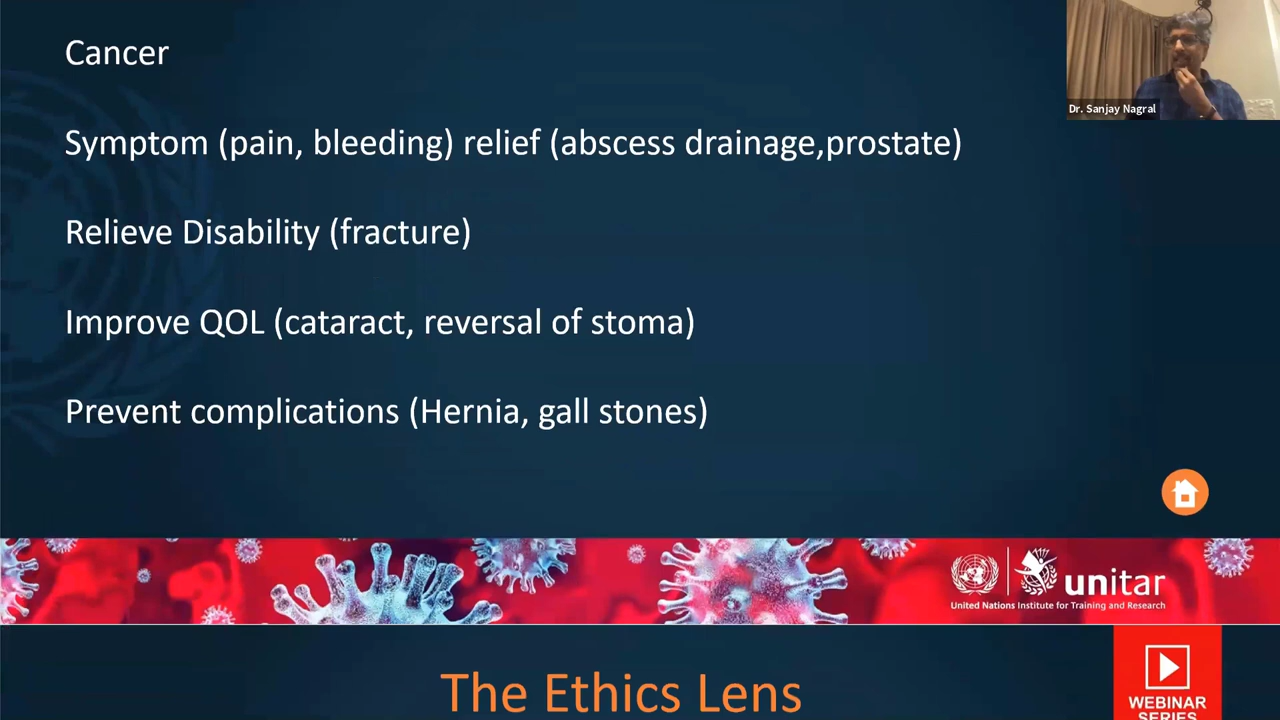 Cancer
Dr. Sanjay Nagral
Symptom (pain, bleeding) relief (abscess drainage,prostate)
Relieve Disability (fracture)
Improve QOL (cataract, reversal of stoma)
Prevent complications (Hernia, gall stones)
unitar
United Nations Institute for Training and Research
The Ethics Lens
WEBINAR
SERIES